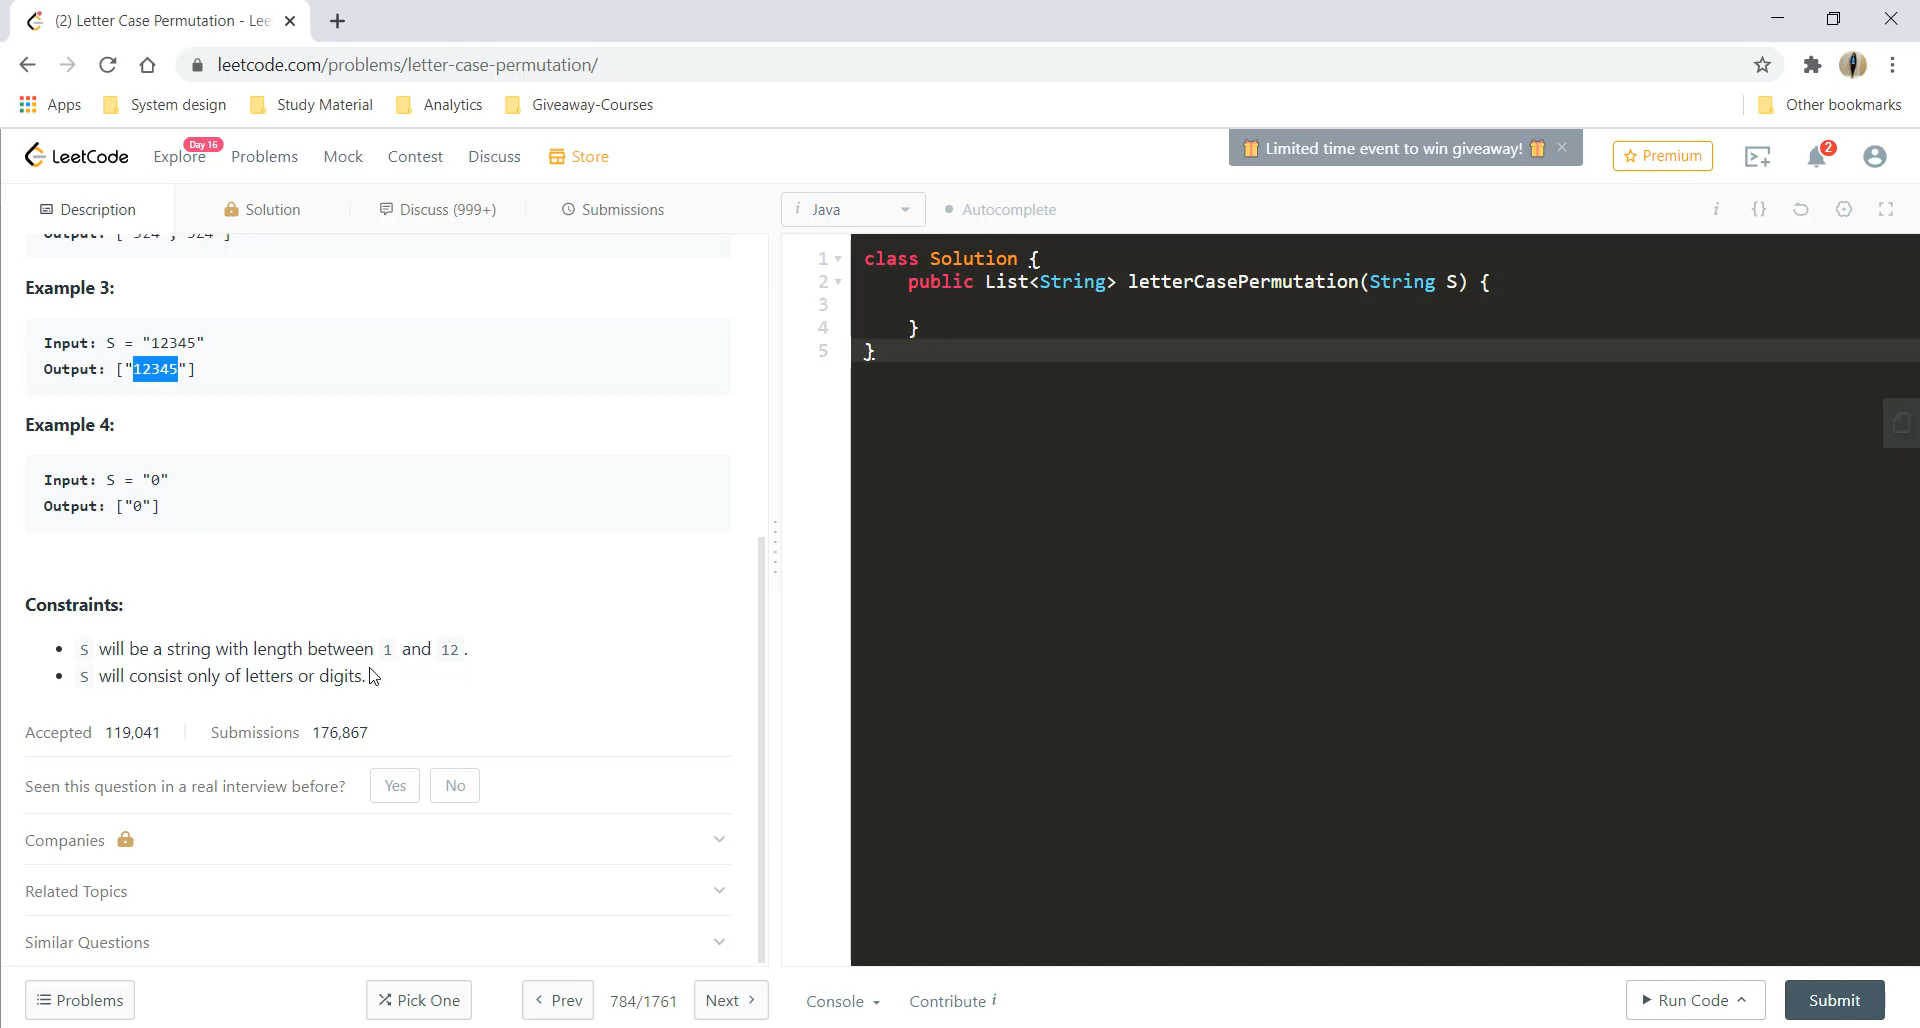 (2) Letter Case Permutation - Lee
leetcode.com/problems/letter-case-permutation/
Apps System design Study Material Analytics Giveaway-Courses Other bookmarks
LeetCode Explore Day 16 Problems Mock Contest Discuss Store Limited time event to win giveaway! Premium 2
Description Solution Discuss (999+) Submissions i Java Autocomplete i {}
Example 3:
Input: S = "12345"
Output: ["12345"]
Example 4:
Input: S = "0"
Output: ["0"]
Constraints:
• S will be a string with length between 1 and 12.
• S will consist only of letters or digits.
Accepted 119,041 Submissions 176,867
Seen this question in a real interview before? Yes No
Companies
Related Topics
Similar Questions
1 class Solution {
2 public List<String> letterCasePermutation(String S) {
3
4 }
5 }
Problems Pick One < Prev 784/1761 Next > Console Contribute i Run Code Submit